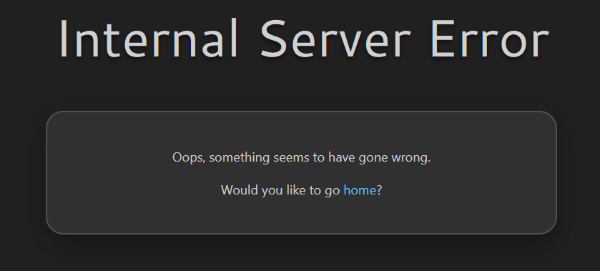 Internal Server Error
Oops, something seems to have gone wrong.
Would you like to go home?